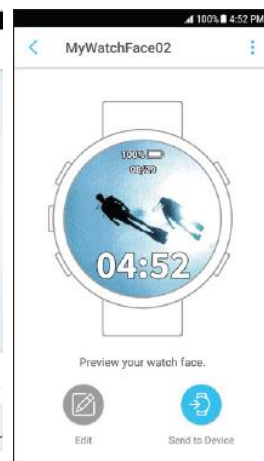 100% 4:52 PM
MyWatchFace02
100%
08/29
04:52
Preview your watch face.
Edit
Send to Device